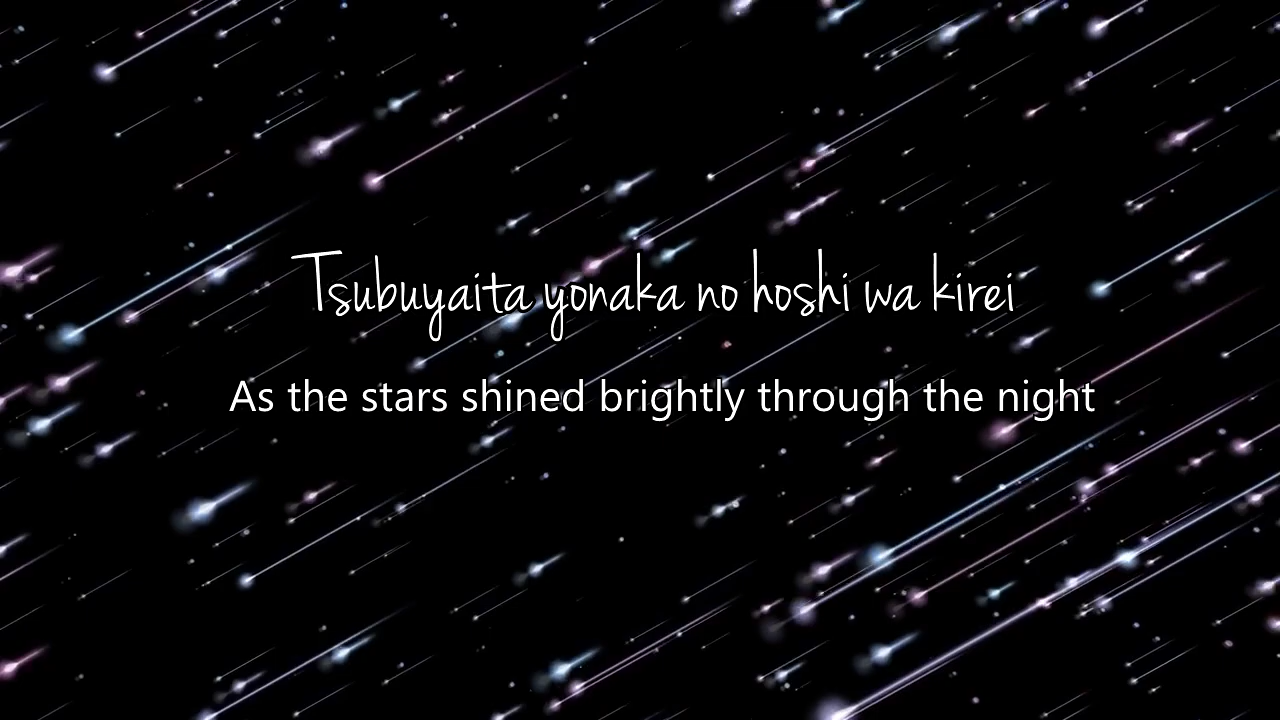 Tsubuyaita yonaka no hoshi wa kirei
As the stars shined brightly through the night